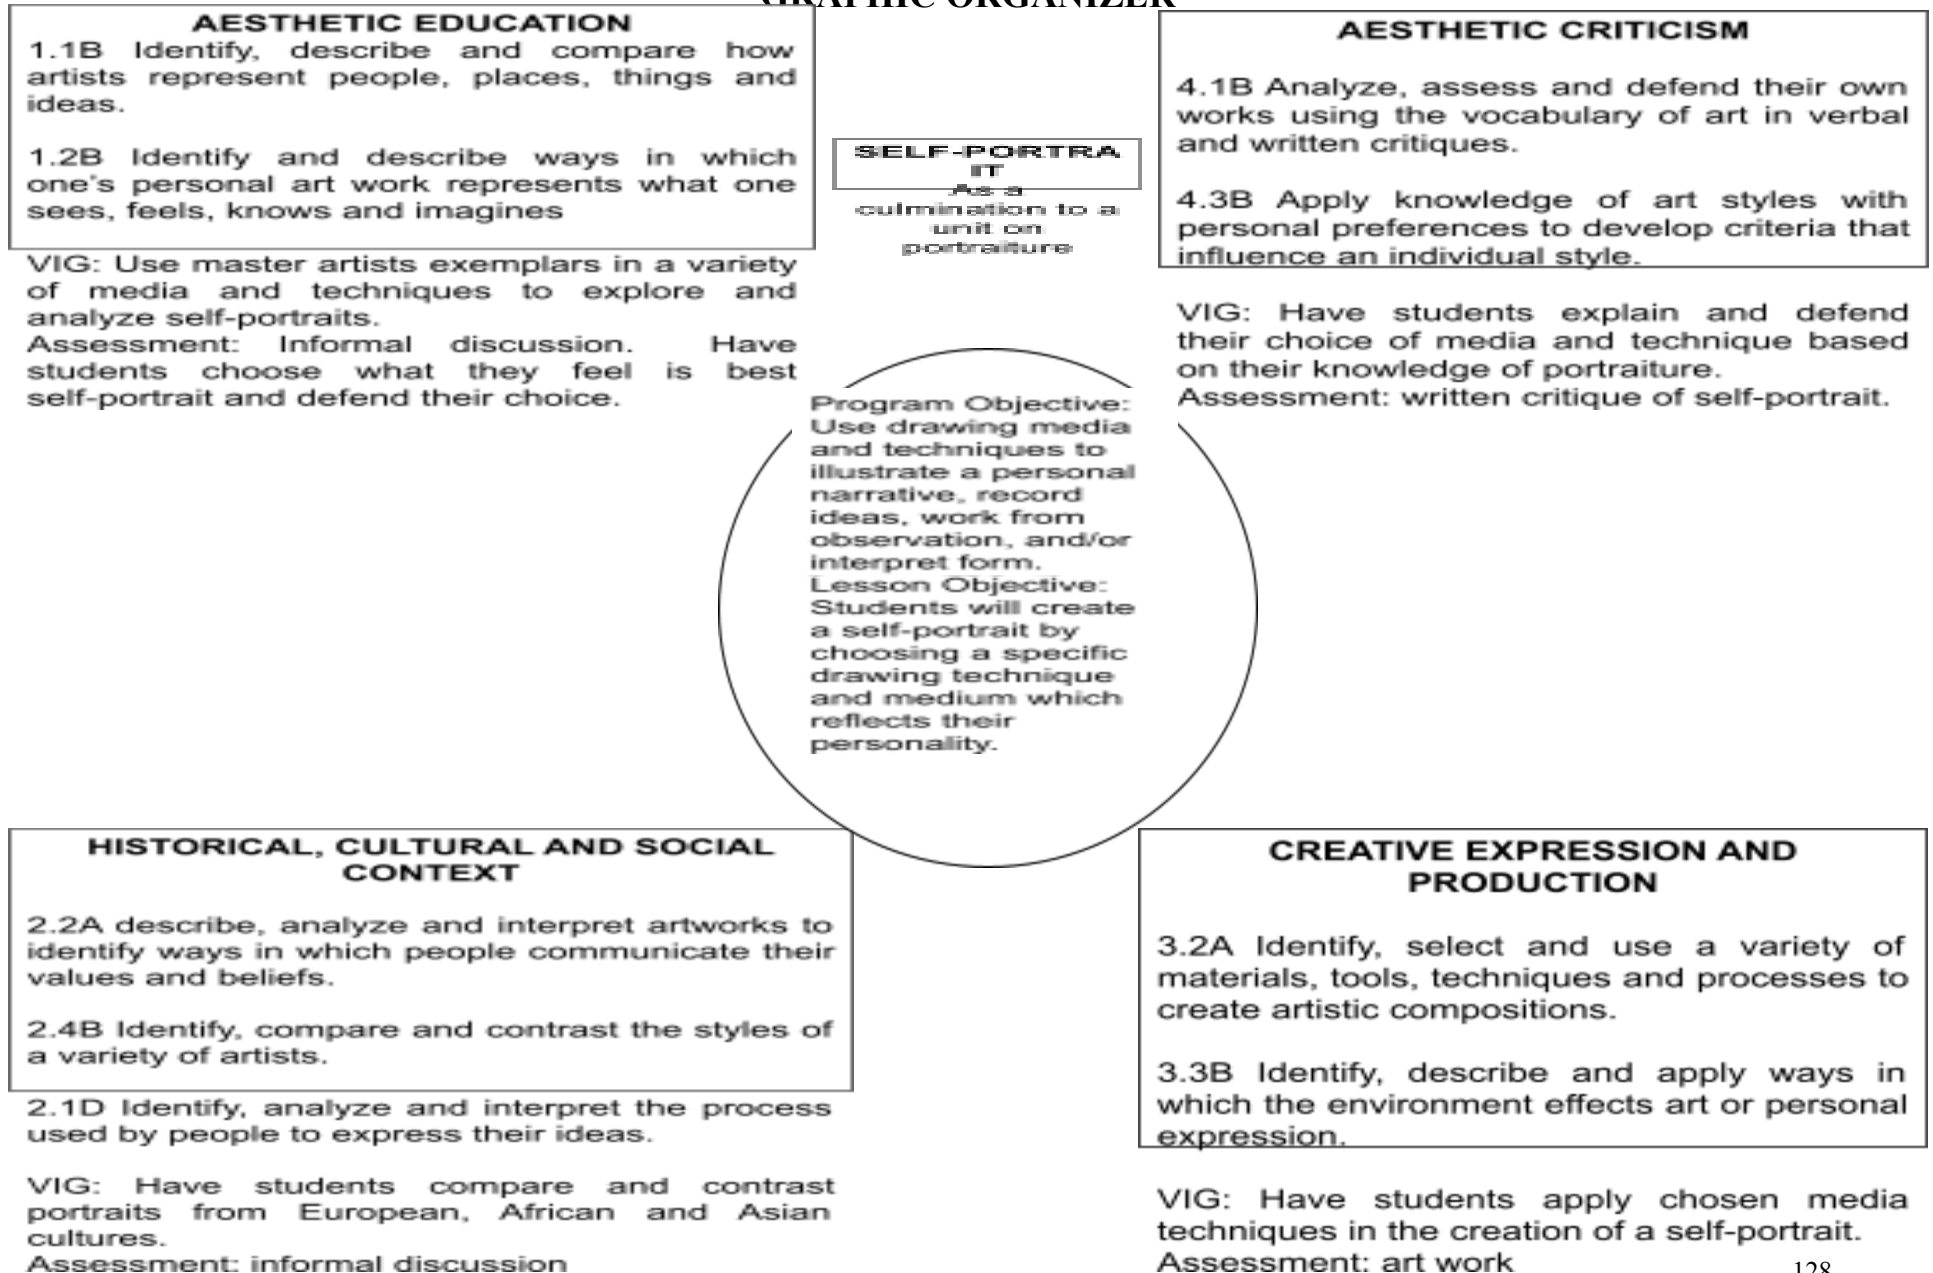 GRAPHIC ORGANIZER
AESTHETIC EDUCATION
1.1B Identify, describe and compare how
artists represent people, places, things and
ideas.
1.2B Identify and describe ways in which
one's personal art work represents what one
sees, feels, knows and imagines
VIG: Use master artists exemplars in a variety
of media and techniques to explore and
analyze self-portraits.
Assessment: Informal discussion. Have
students choose what they feel is best
self-portrait and defend their choice.
SELF-PORTRA
IT
As a
culmination to a
unit on
portraiture
AESTHETIC CRITICISM
4.1B Analyze, assess and defend their own
works using the vocabulary of art in verbal
and written critiques.
4.3B Apply knowledge of art styles with
personal preferences to develop criteria that
influence an individual style.
VIG: Have students explain and defend
their choice of media and technique based
on their knowledge of portraiture.
Assessment: written critique of self-portrait.
Program Objective:
Use drawing media
and techniques to
illustrate a personal
narrative, record
ideas, work from
observation, and/or
interpret form.
Lesson Objective:
Students will create
a self-portrait by
choosing a specific
drawing technique
and medium which
reflects their
personality.
HISTORICAL, CULTURAL AND SOCIAL
CONTEXT
2.2A describe, analyze and interpret artworks to
identify ways in which people communicate their
values and beliefs.
2.4B Identify, compare and contrast the styles of
a variety of artists.
2.1D Identify, analyze and interpret the process
used by people to express their ideas.
VIG: Have students compare and contrast
portraits from European, African and Asian
cultures.
Assessment: informal discussion
CREATIVE EXPRESSION AND
PRODUCTION
3.2A Identify, select and use a variety of
materials, tools, techniques and processes to
create artistic compositions.
3.3B Identify, describe and apply ways in
which the environment effects art or personal
expression.
VIG: Have students apply chosen media
techniques in the creation of a self-portrait.
Assessment: art work
128